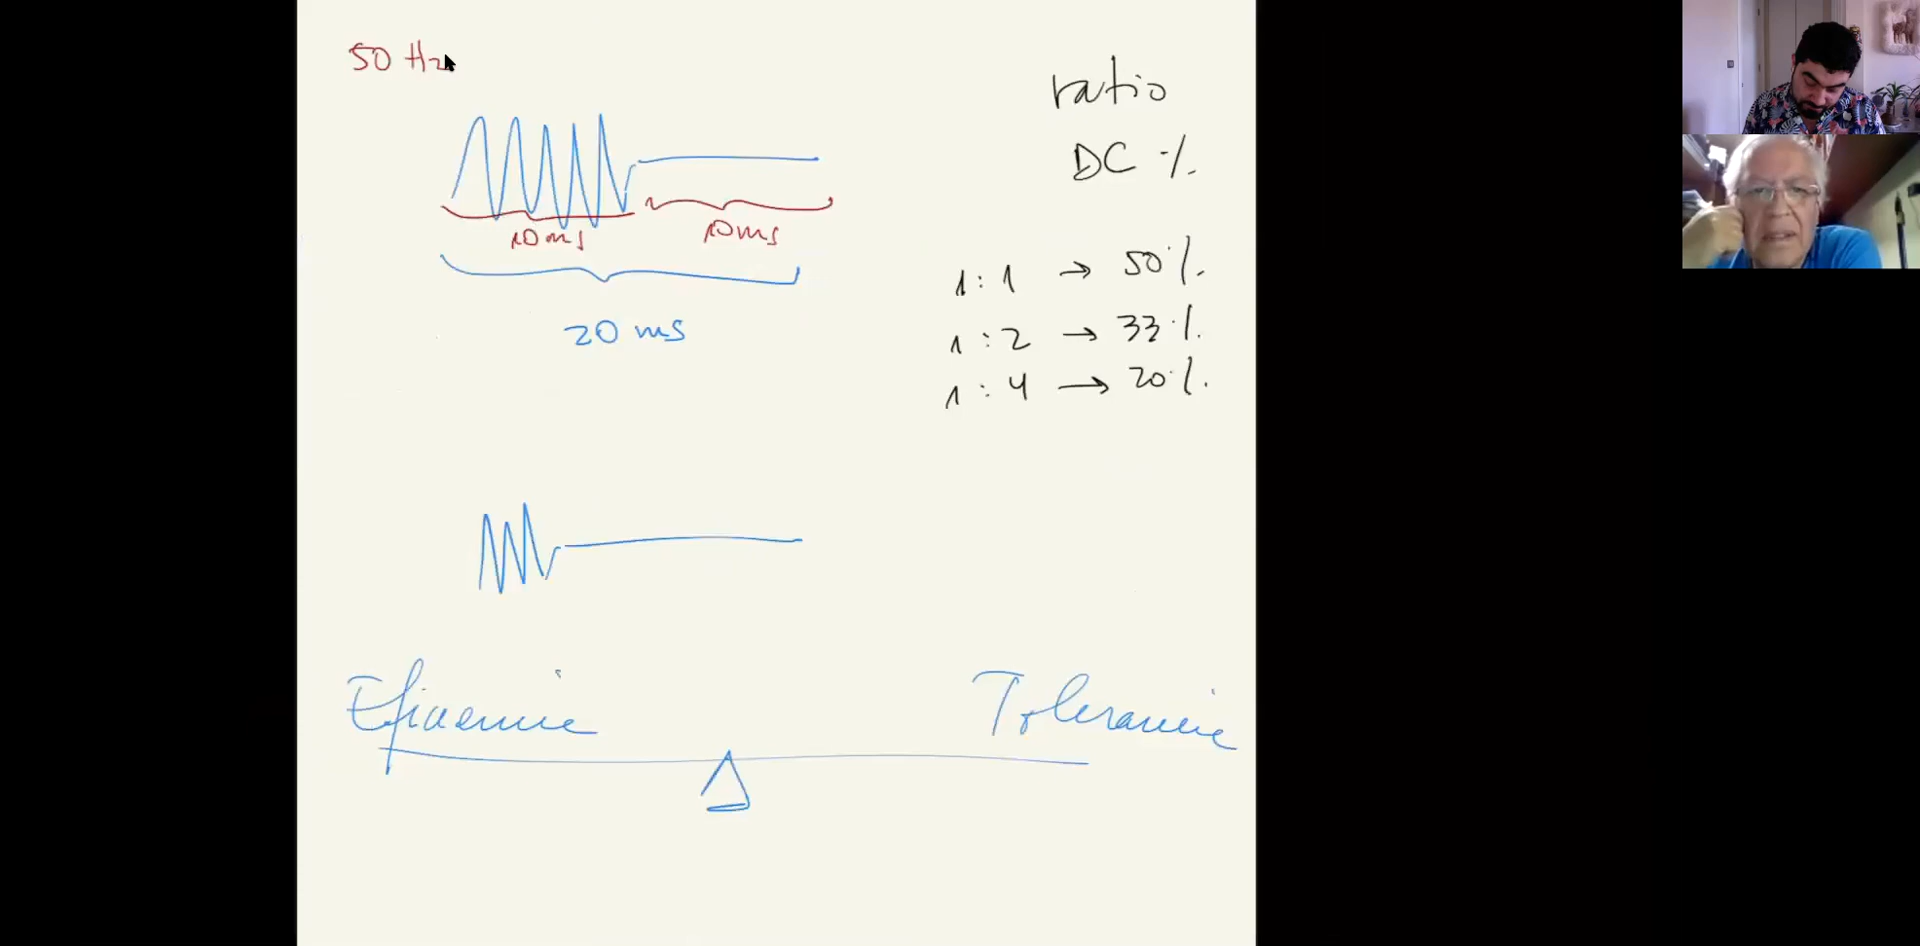 50 Hz
ratio
DC %
10 ms
10 ms
20 ms
1:1 → 50%
1:2 → 33%
1:4 → 20%
Tolerancia